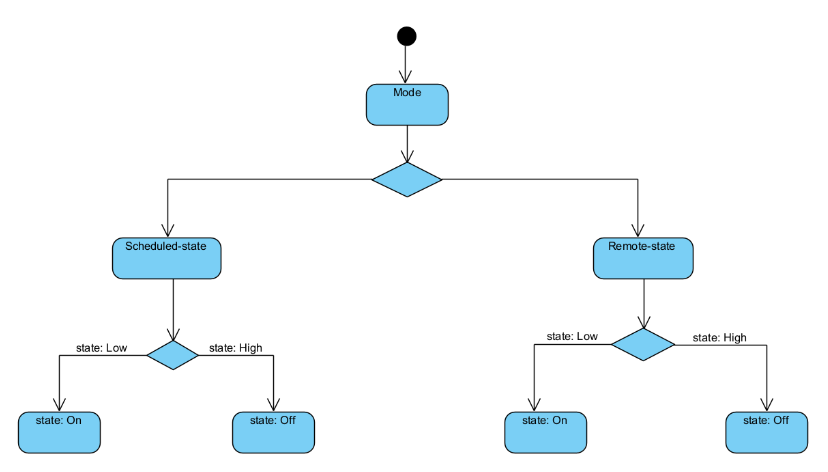 Mode
Scheduled-state
Remote-state
state: Low
state: High
state: Low
state: High
state: On
state: Off
state: On
state: Off